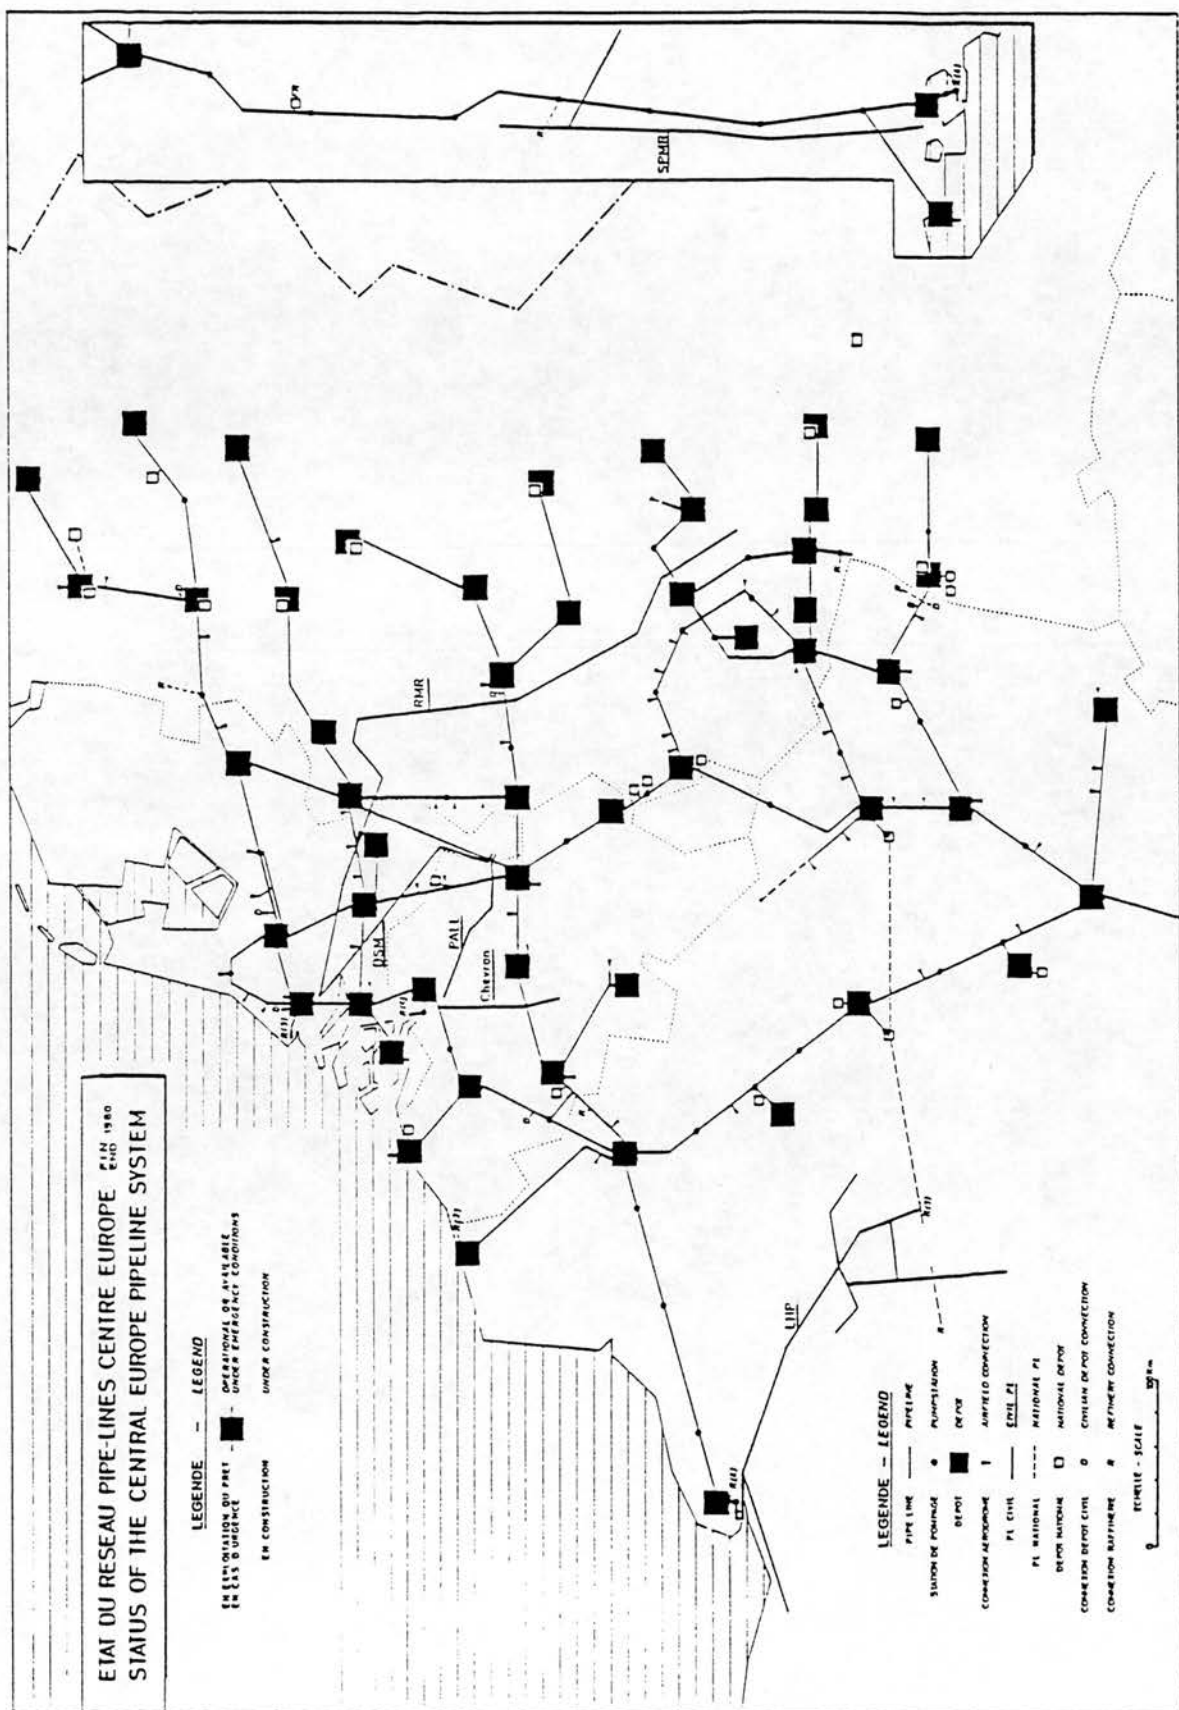 ETAT DU RESEAU PIPE-LINES CENTRE EUROPE FIN 1980
STATUS OF THE CENTRAL EUROPE PIPELINE SYSTEM END
LEGENDE - LEGEND
EN EXPLOITATION OU PRET - OPERATIONAL OR AVAILABLE
EN CAS D URGENCE UNDER EMERGENCY CONDITIONS
EN CONSTRUCTION UNDER CONSTRUCTION
RMR
DSM
PALL
Chevron
LHP
SPMR
R(1)
R
LEGENDE - LEGEND
PIPE LINE PIPELINE
STATION DE POMPAGE PUMPSTATION
DEPOT DEPOT
CONNEXION AERODROME AIRFIELD CONNECTION
PL CIVIL CIVIL PL
PL NATIONAL NATIONAL PL
DEPOT NATIONAL NATIONAL DEPOT
CONNEXION DEPOT CIVIL D CIVILIAN DEPOT CONNECTION
CONNEXION RAFFINERIE R REFINERY CONNECTION
ECHELLE - SCALE
0 100 Km